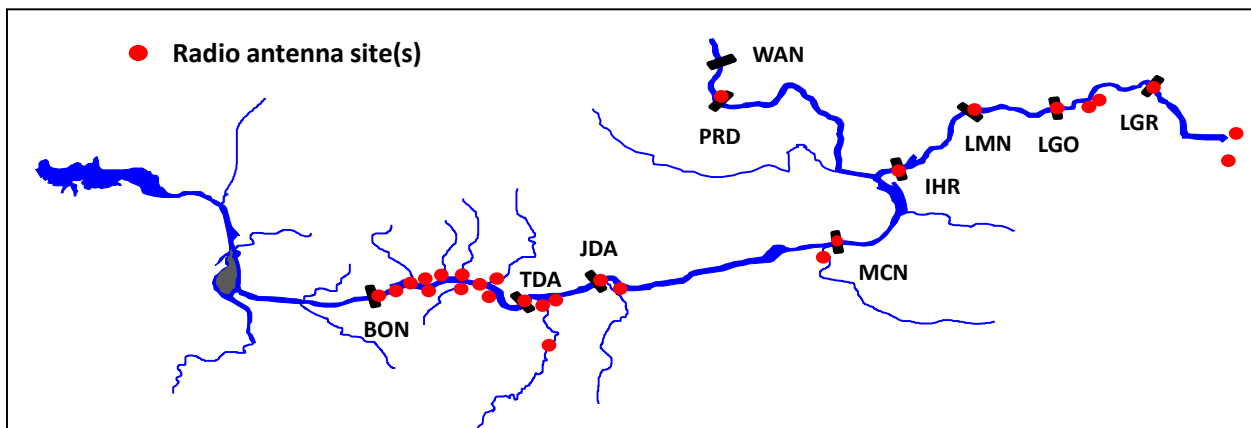 Radio antenna site(s)
WAN
PRD
LMN
LGO
LGR
IHR
MCN
JDA
TDA
BON